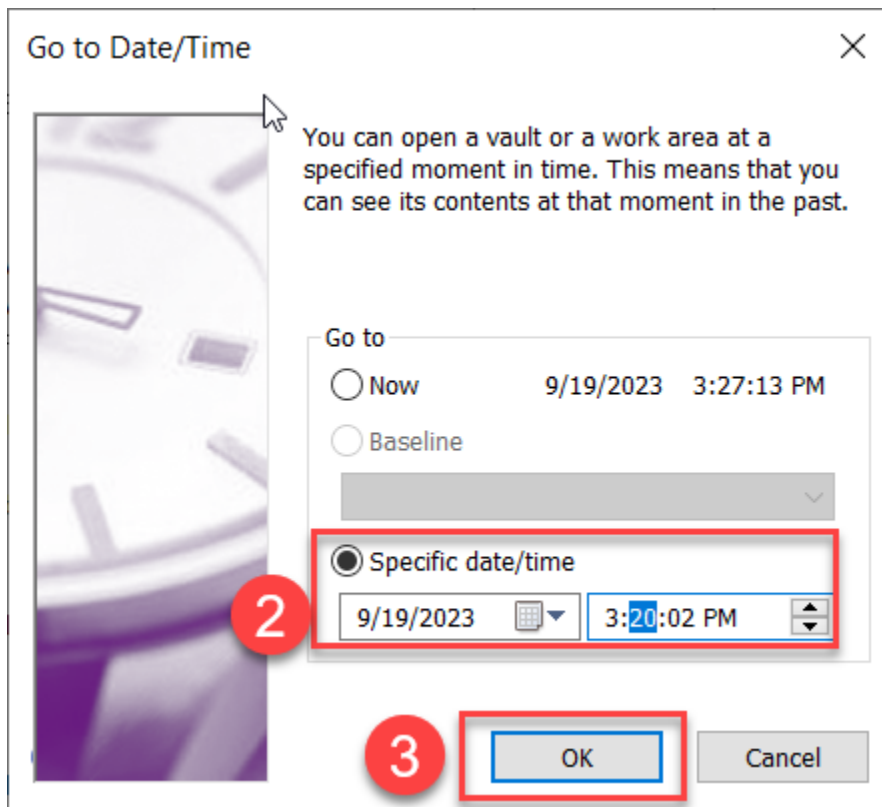 Go to Date/Time
You can open a vault or a work area at a
specified moment in time. This means that you
can see its contents at that moment in the past.
Go to
Now 9/19/2023 3:27:13 PM
Baseline
Specific date/time
2 9/19/2023 3:20:02 PM
3 OK Cancel